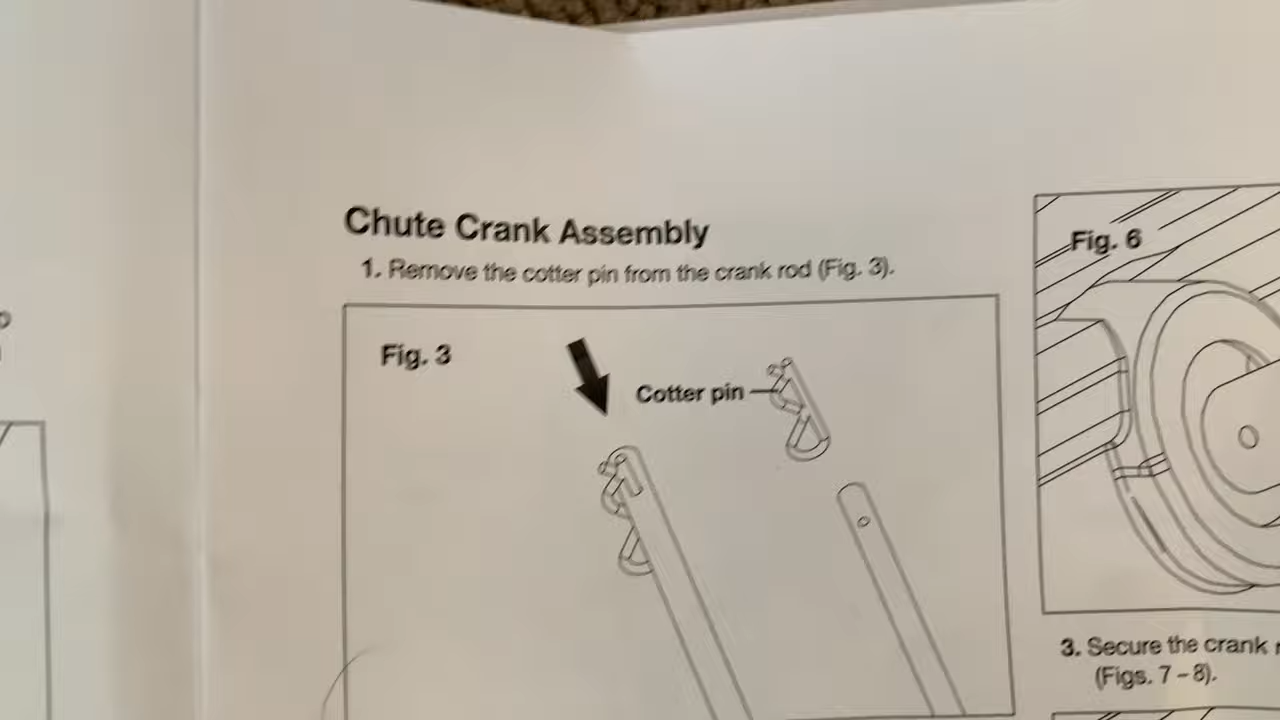 Chute Crank Assembly
1. Remove the cotter pin from the crank rod (Fig. 3).
Fig. 3
Cotter pin
Fig. 6
3. Secure the crank
(Figs. 7 – 8).